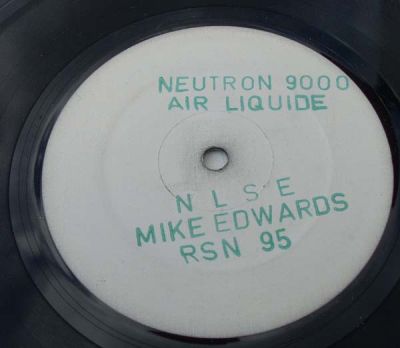 NEUTRON 9000
AIR LIQUIDE
N L S E
MIKE EDWARDS
RSN 95